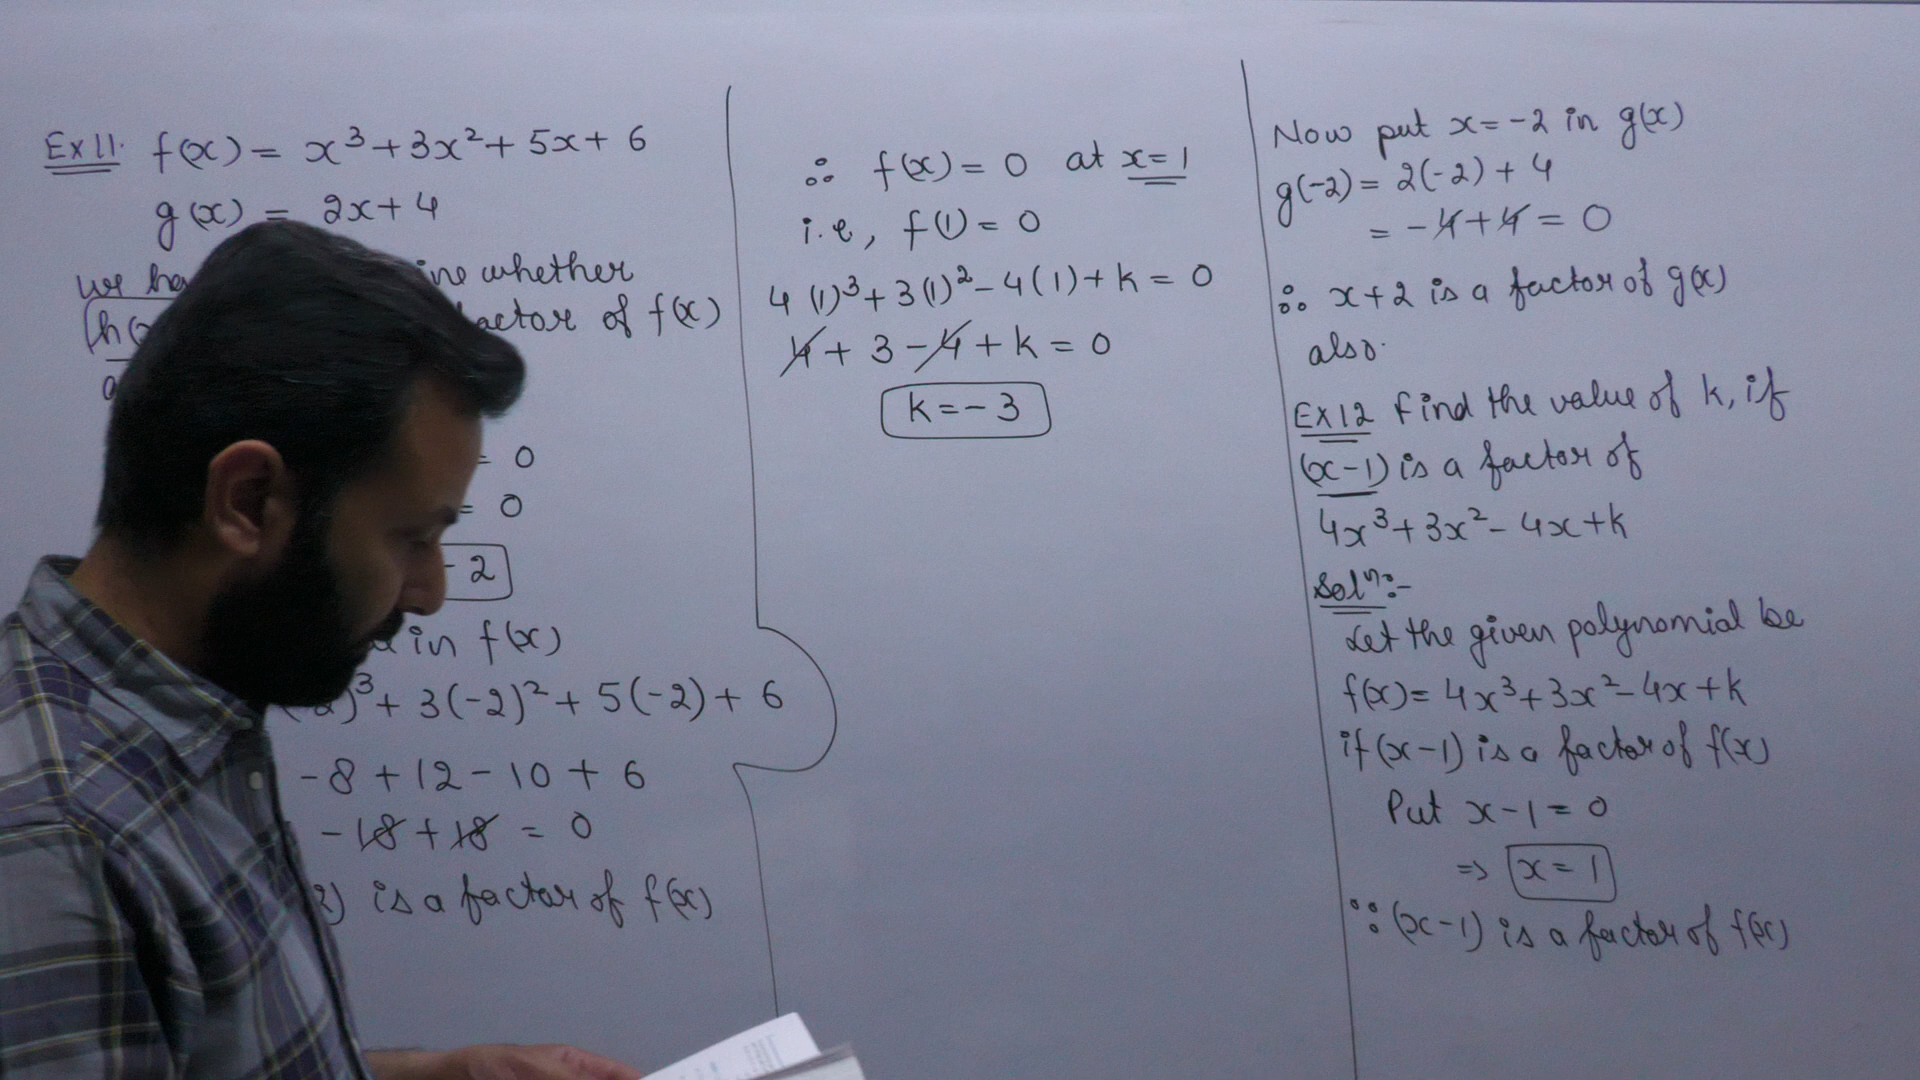 Ex 11. f(x) = x³ + 3x² + 5x + 6
g(x) = 2x + 4
we whether
h( factor of f(x)
= 0
= 0
- 2
in f(x)
)³ + 3(-2)² + 5(-2) + 6
-8 + 12 - 10 + 6
-18 + 18 = 0
2) is a factor of f(x)
∴ f(x) = 0 at x = 1
i.e, f(1) = 0
4(1)³ + 3(1)² - 4(1) + k = 0
4 + 3 - 4 + k = 0
k = -3
Now put x = -2 in g(x)
g(-2) = 2(-2) + 4
= -4 + 4 = 0
∴ x+2 is a factor of g(x)
also.
Ex 12 Find the value of k, if
(x-1) is a factor of
4x³ + 3x² - 4x + k
Solⁿ:-
Let the given polynomial be
f(x) = 4x³ + 3x² - 4x + k
if (x-1) is a factor of f(x)
Put x - 1 = 0
⇒ x = 1
∵ (x-1) is a factor of f(x)